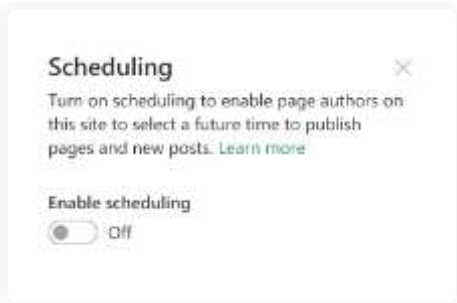 Scheduling
Turn on scheduling to enable page authors on
this site to select a future time to publish
pages and new posts. Learn more
Enable scheduling
Off